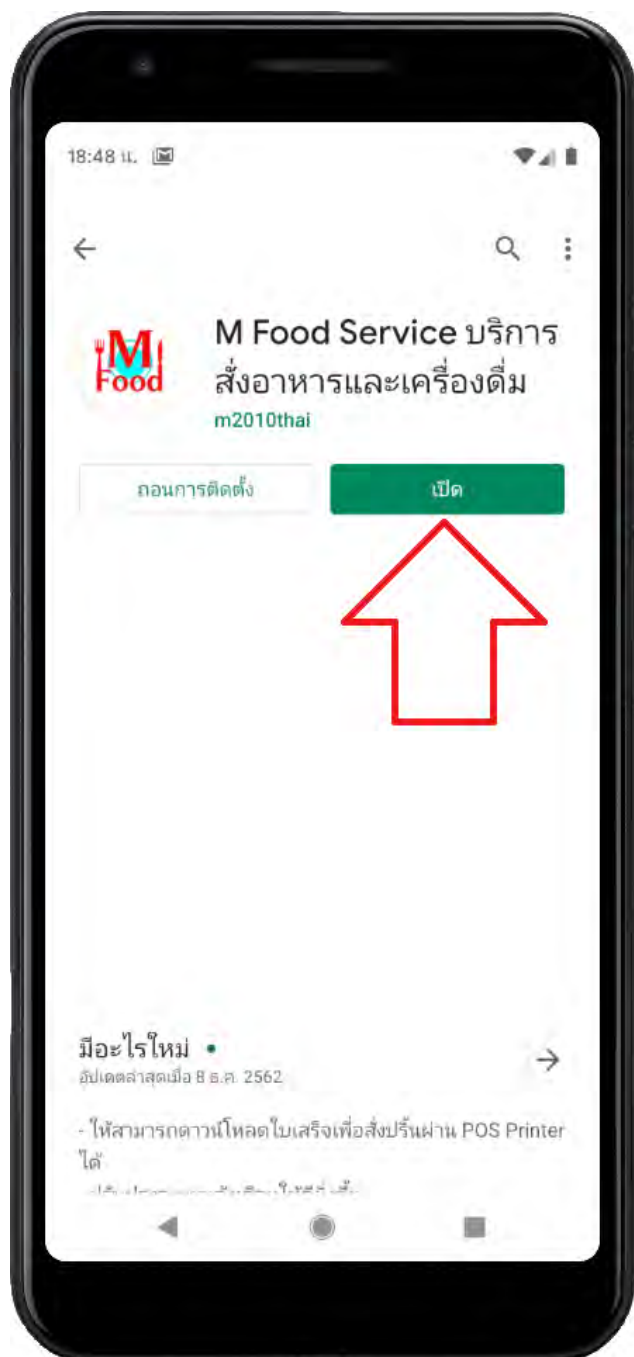 18:48 น.
M Food
M Food Service บริการ
สั่งอาหารและเครื่องดื่ม
m2010thai
ถอนการติดตั้ง
เปิด
มีอะไรใหม่
อัปเดตล่าสุดเมื่อ 8 ธ.ค. 2562
- ให้สามารถดาวน์โหลดใบเสร็จเพื่อสั่งปริ้นผ่าน POS Printer
ได้